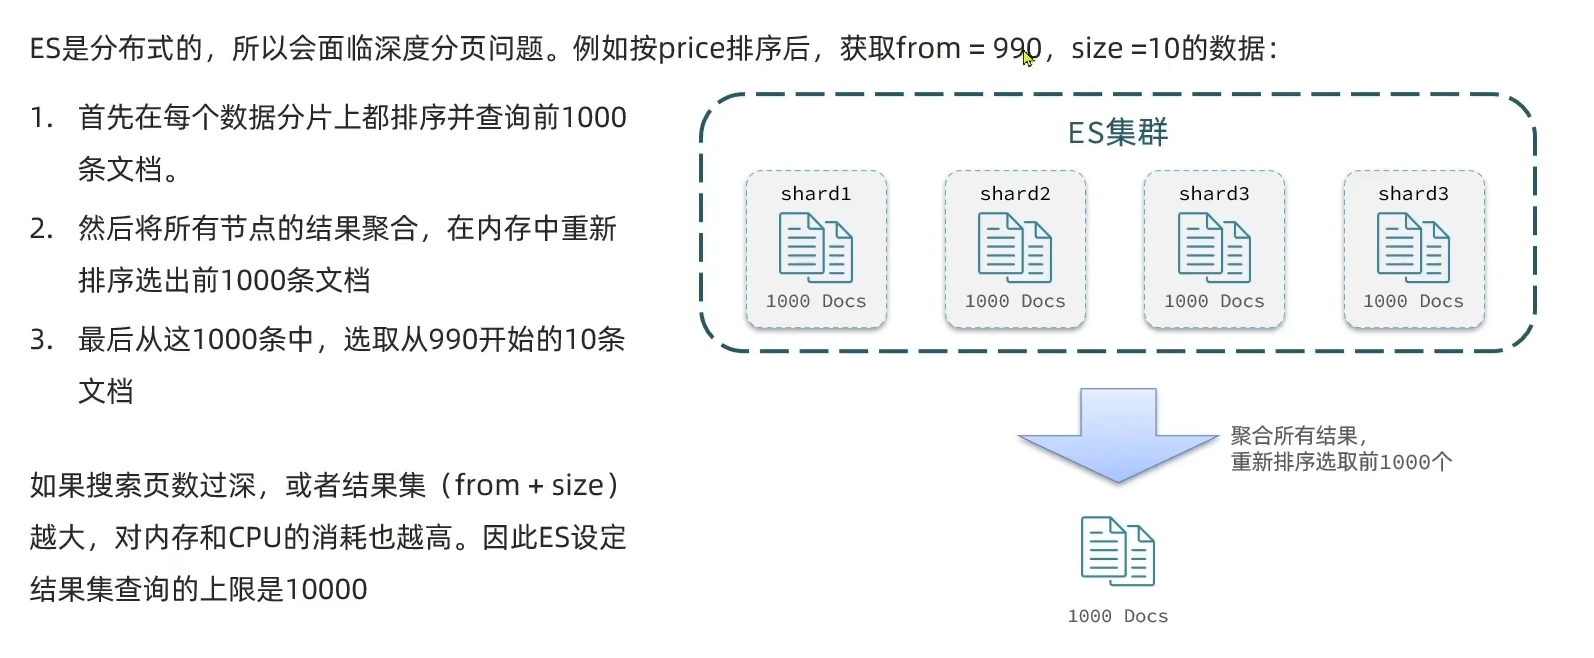 ES是分布式的，所以会面临深度分页问题。例如按price排序后，获取from = 990，size =10的数据：
1. 首先在每个数据分片上都排序并查询前1000
条文档。
2. 然后将所有节点的结果聚合，在内存中重新
排序选出前1000条文档
3. 最后从这1000条中，选取从990开始的10条
文档
如果搜索页数过深，或者结果集（from + size）
越大，对内存和CPU的消耗也越高。因此ES设定
结果集查询的上限是10000
ES集群
shard1
1000 Docs
shard2
1000 Docs
shard3
1000 Docs
shard3
1000 Docs
聚合所有结果，
重新排序选取前1000个
1000 Docs